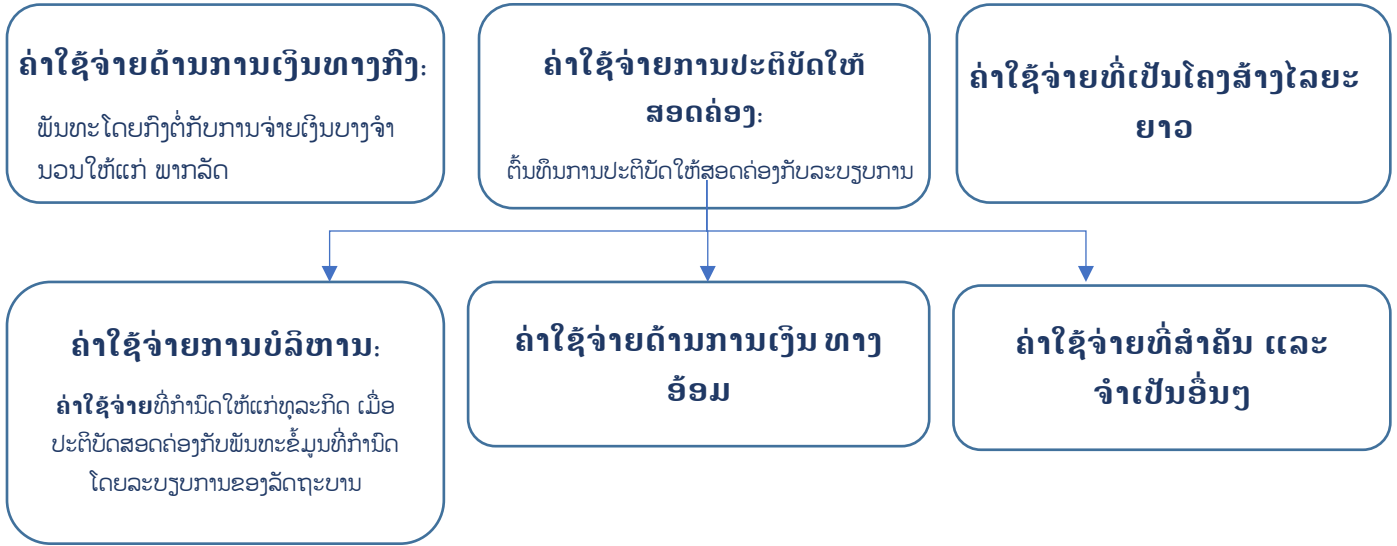 ຄ່າໃຊ້ຈ່າຍດ້ານການເງິນທາງກົງ:
ພັນທະໂດຍກົງຕໍ່ກັບການຈ່າຍເງິນບາງຈຳ
ນວນໃຫ້ແກ່ ພາກລັດ
ຄ່າໃຊ້ຈ່າຍການປະຕິບັດໃຫ້
ສອດຄ່ອງ:
ຕົ້ນທຶນການປະຕິບັດໃຫ້ສອດຄ່ອງກັບລະບຽບການ
ຄ່າໃຊ້ຈ່າຍທີ່ເປັນໂຄງສ້າງໄລຍະ
ຍາວ
ຄ່າໃຊ້ຈ່າຍການບໍລິຫານ:
ຄ່າໃຊ້ຈ່າຍທີ່ກຳນົດໃຫ້ແກ່ທຸລະກິດ ເມື່ອ
ປະຕິບັດສອດຄ່ອງກັບພັນທະຂໍ້ມູນທີ່ກຳນົດ
ໂດຍລະບຽບການຂອງລັດຖະບານ
ຄ່າໃຊ້ຈ່າຍດ້ານການເງິນ ທາງ
ອ້ອມ
ຄ່າໃຊ້ຈ່າຍທີ່ສຳຄັນ ແລະ
ຈຳເປັນອື່ນໆ